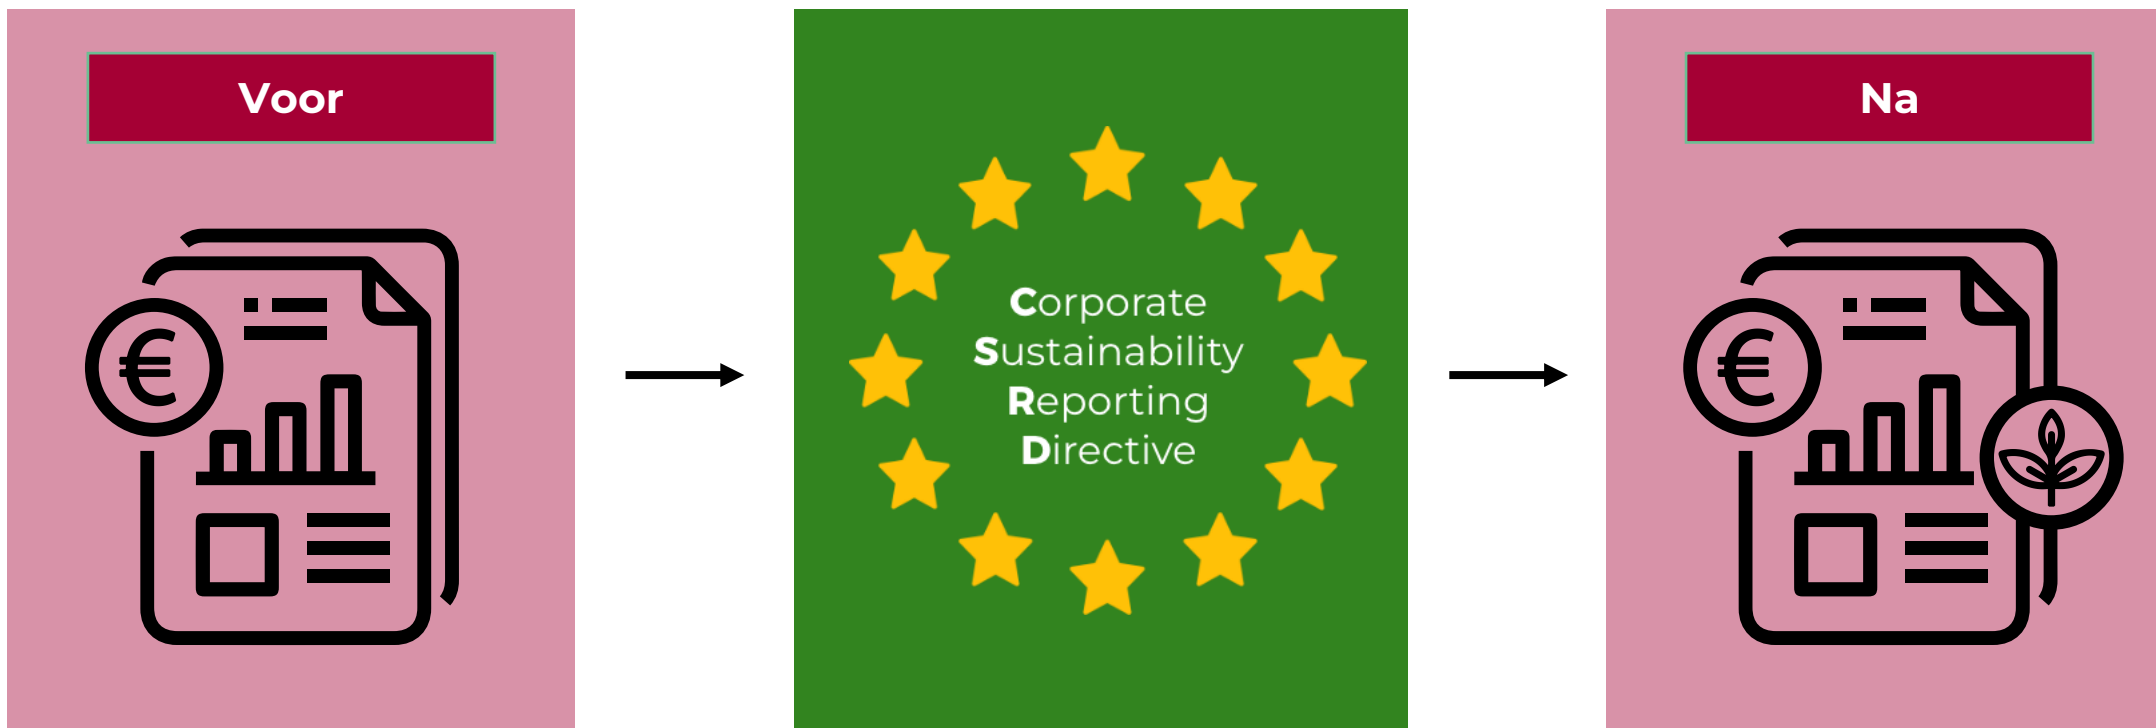 Voor
€
Corporate
Sustainability
Reporting
Directive
Na
€